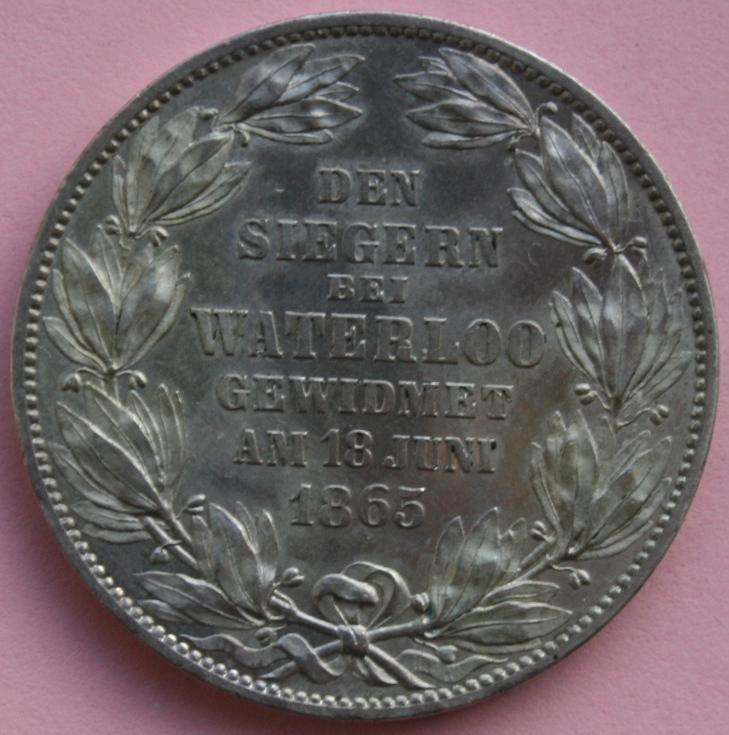 DEN
SIEGERN
BEI
WATERLOO
GEWIDMET
AM 18 JUNI
1865